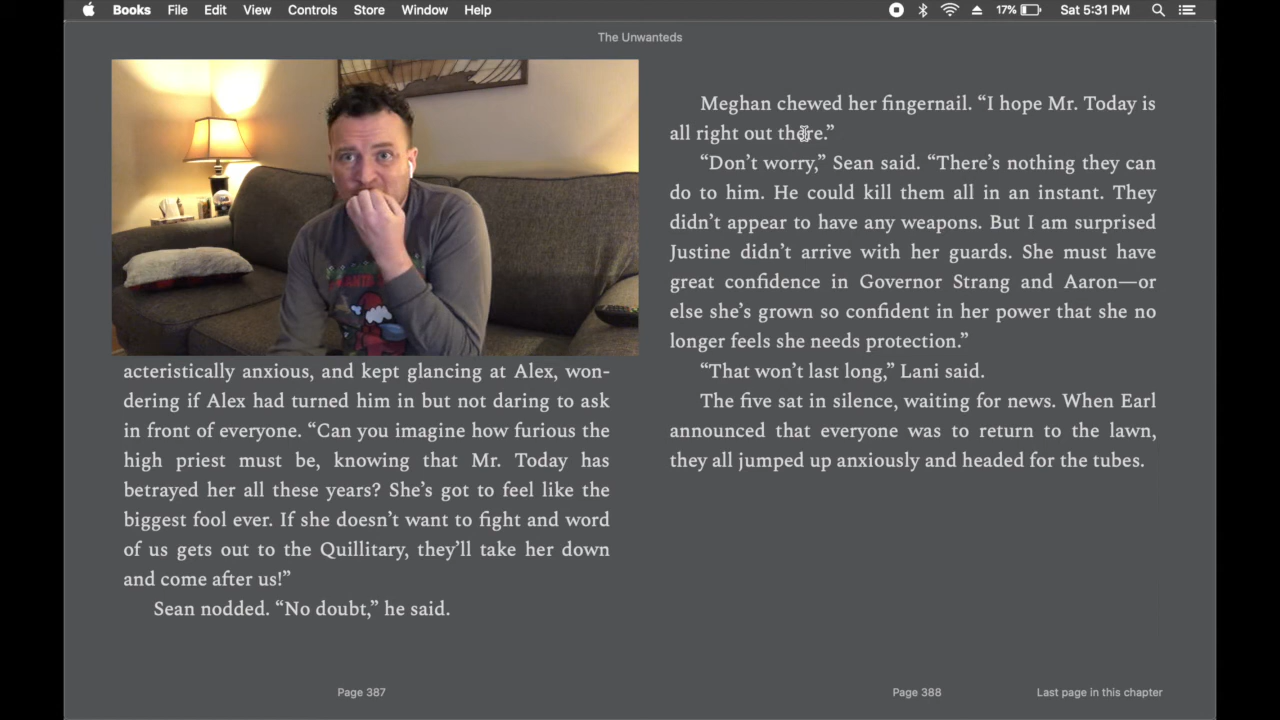 Books File Edit View Controls Store Window Help 17% Sat 5:31 PM
The Unwanteds
acteristically anxious, and kept glancing at Alex, won-
dering if Alex had turned him in but not daring to ask
in front of everyone. “Can you imagine how furious the
high priest must be, knowing that Mr. Today has
betrayed her all these years? She’s got to feel like the
biggest fool ever. If she doesn’t want to fight and word
of us gets out to the Quillitary, they’ll take her down
and come after us!”
Sean nodded. “No doubt,” he said.
Page 387
Meghan chewed her fingernail. “I hope Mr. Today is
all right out there.”
“Don’t worry,” Sean said. “There’s nothing they can
do to him. He could kill them all in an instant. They
didn’t appear to have any weapons. But I am surprised
Justine didn’t arrive with her guards. She must have
great confidence in Governor Strang and Aaron—or
else she’s grown so confident in her power that she no
longer feels she needs protection.”
“That won’t last long,” Lani said.
The five sat in silence, waiting for news. When Earl
announced that everyone was to return to the lawn,
they all jumped up anxiously and headed for the tubes.
Page 388
Last page in this chapter